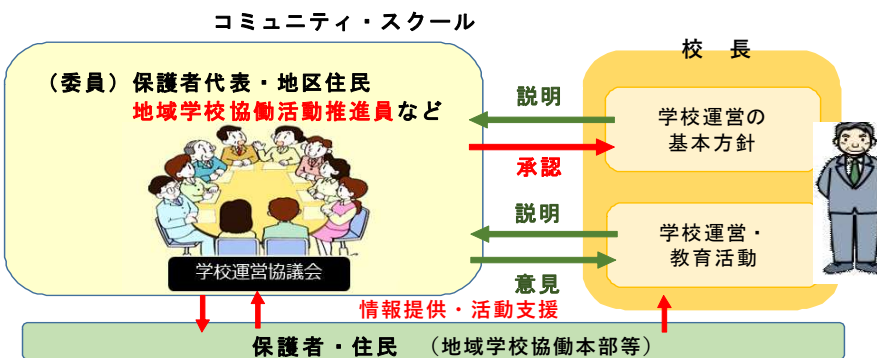 コミュニティ・スクール
（委員）保護者代表・地区住民
地域学校協働活動推進員など
学校運営協議会
説明
承認
説明
意見
校　長
学校運営の
基本方針
学校運営・
教育活動
情報提供・活動支援
保護者・住民　（地域学校協働本部等）